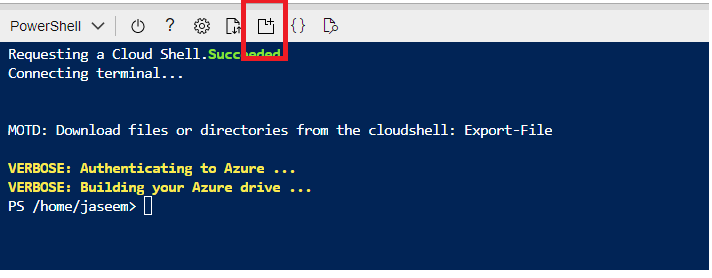 PowerShell
Requesting a Cloud Shell.Succeeded.
Connecting terminal...
MOTD: Download files or directories from the cloudshell: Export-File
VERBOSE: Authenticating to Azure ...
VERBOSE: Building your Azure drive ...
PS /home/jaseem>